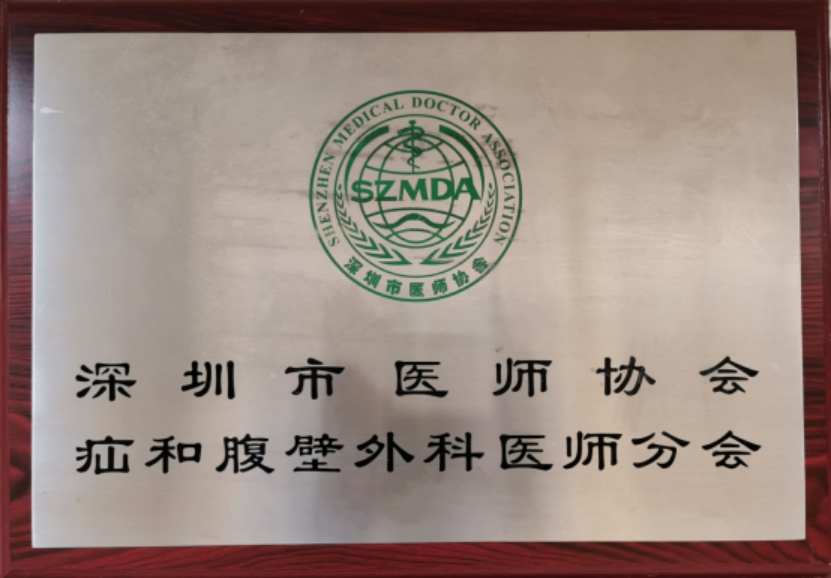 SHENZHEN MEDICAL DOCTOR ASSOCIATION
SZMDA
深圳市医师协会
深圳市医师协会
疝和腹壁外科医师分会